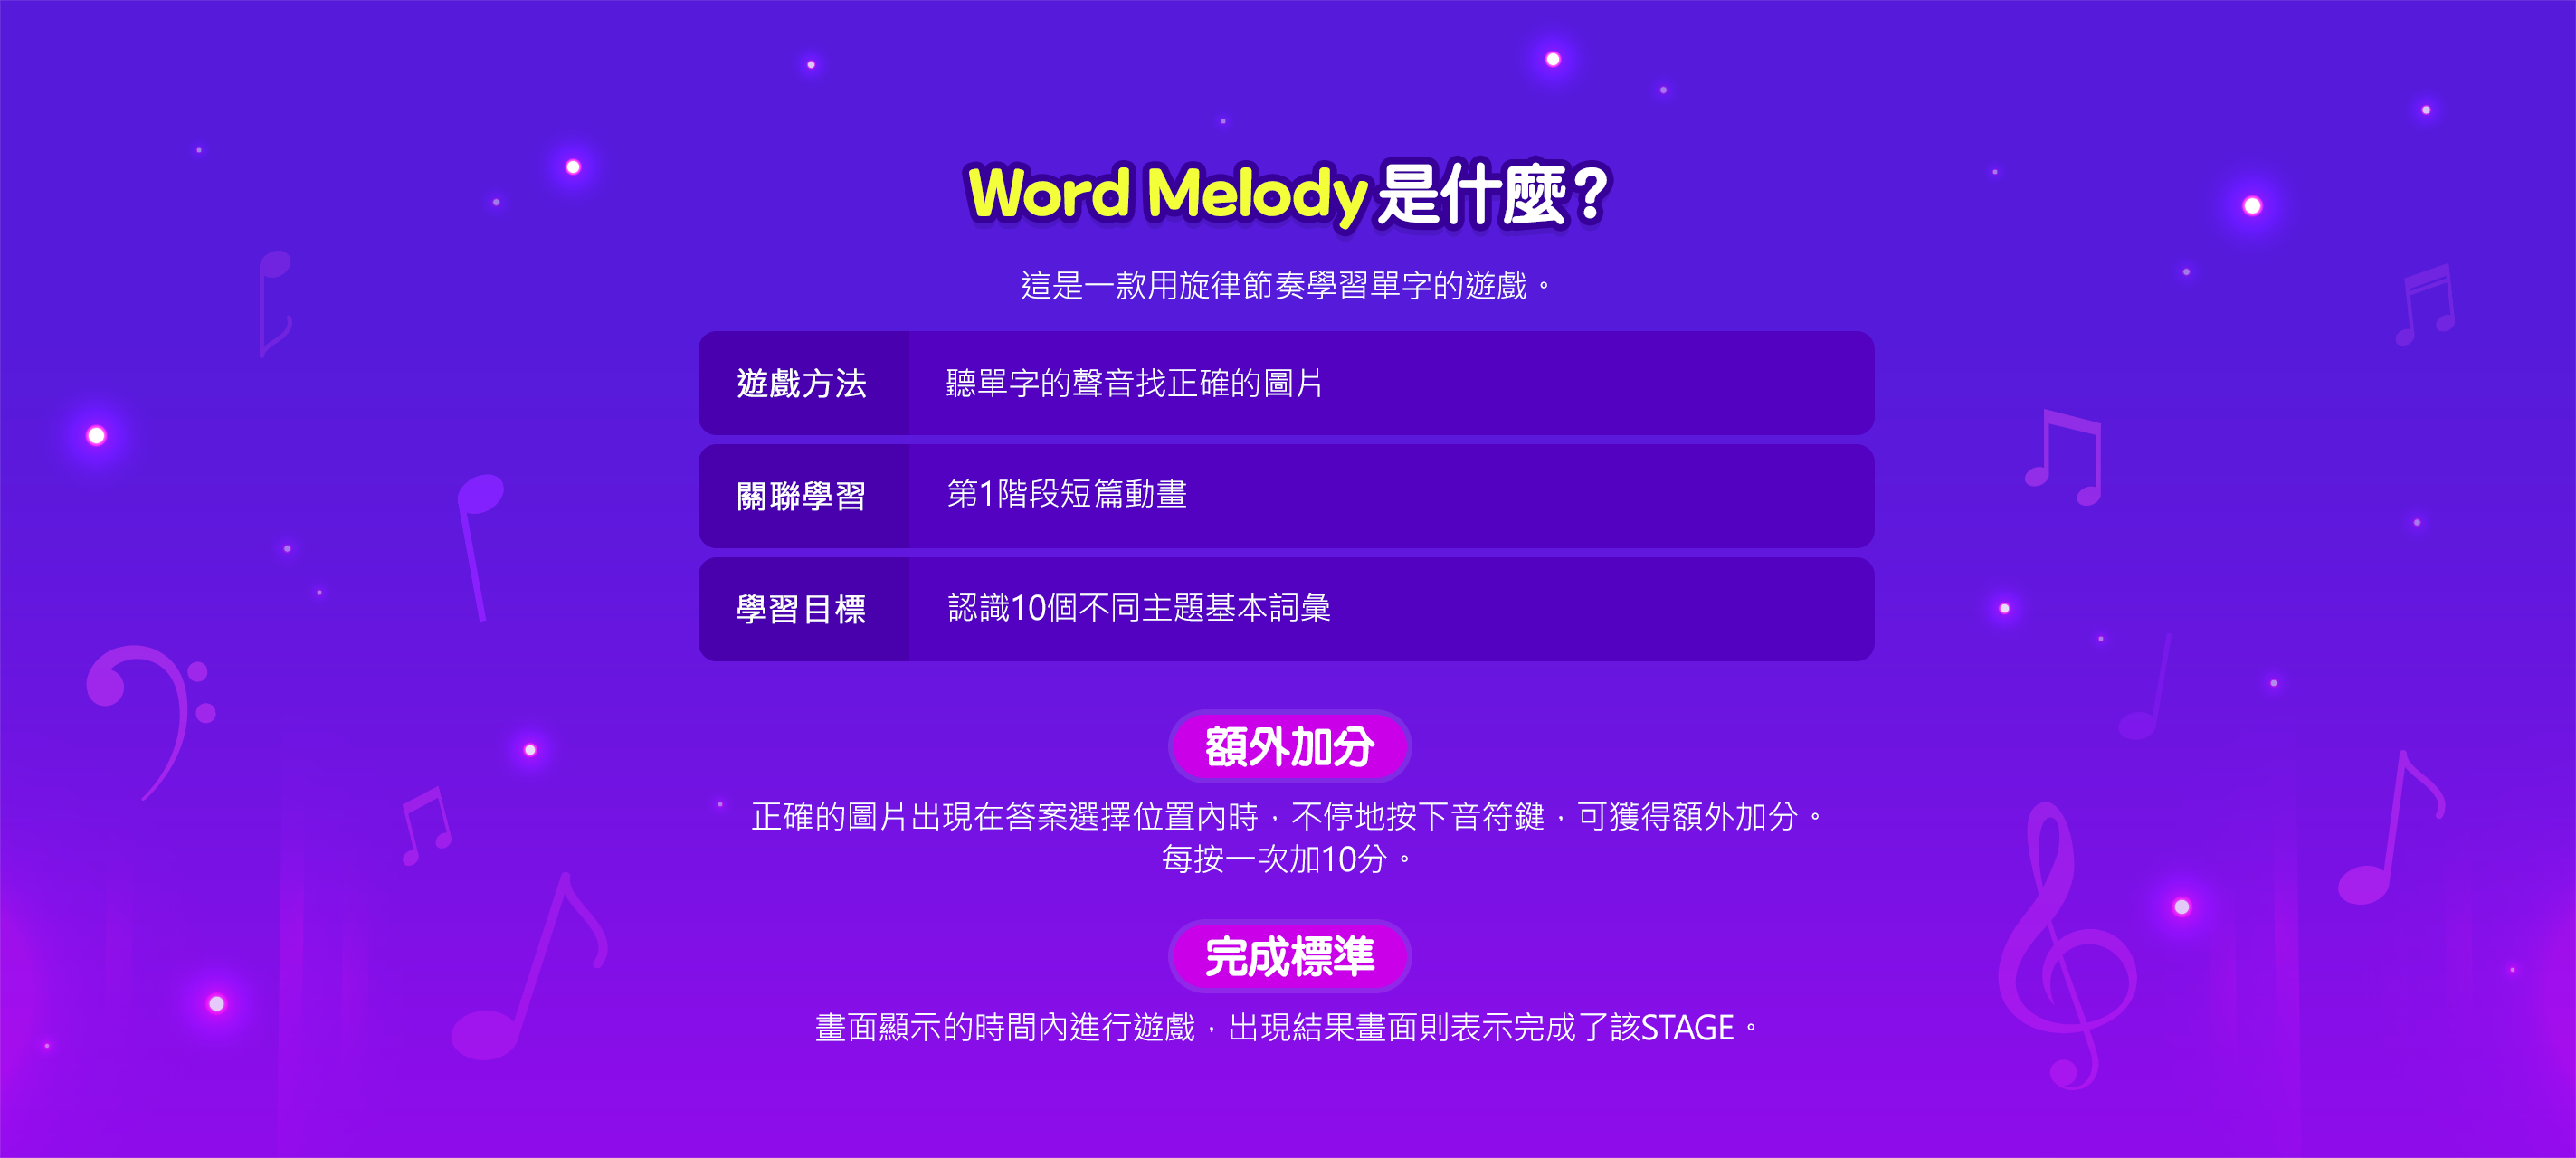 Word Melody是什麼?
這是一款用旋律節奏學習單字的遊戲。
遊戲方法 聽單字的聲音找正確的圖片
關聯學習 第1階段短篇動畫
學習目標 認識10個不同主題基本詞彙
額外加分
正確的圖片出現在答案選擇位置內時，不停地按下音符鍵，可獲得額外加分。
每按一次加10分。
完成標準
畫面顯示的時間內進行遊戲，出現結果畫面則表示完成了該STAGE。